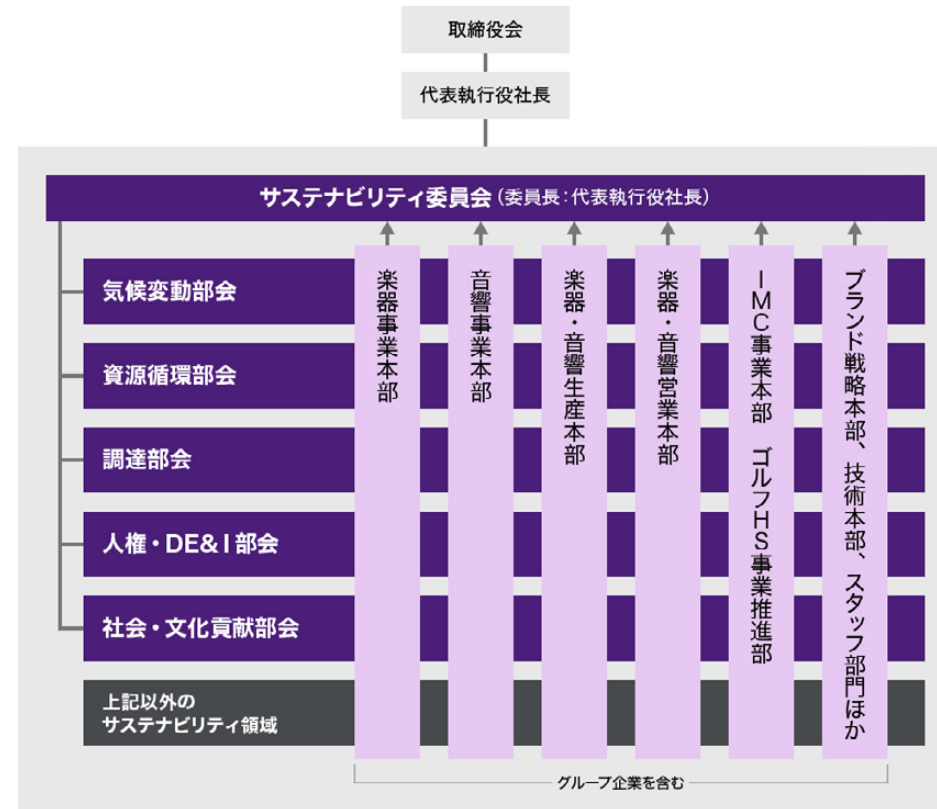 取締役会
代表執行役社長
サステナビリティ委員会（委員長：代表執行役社長）
気候変動部会
資源循環部会
調達部会
人権・DE&I部会
社会・文化貢献部会
上記以外の
サステナビリティ領域
楽器事業本部
音響事業本部
楽器・音響生産本部
楽器・音響営業本部
IMC事業本部　ゴルフHS事業推進部
ブランド戦略本部、技術本部、スタッフ部門ほか
グループ企業を含む